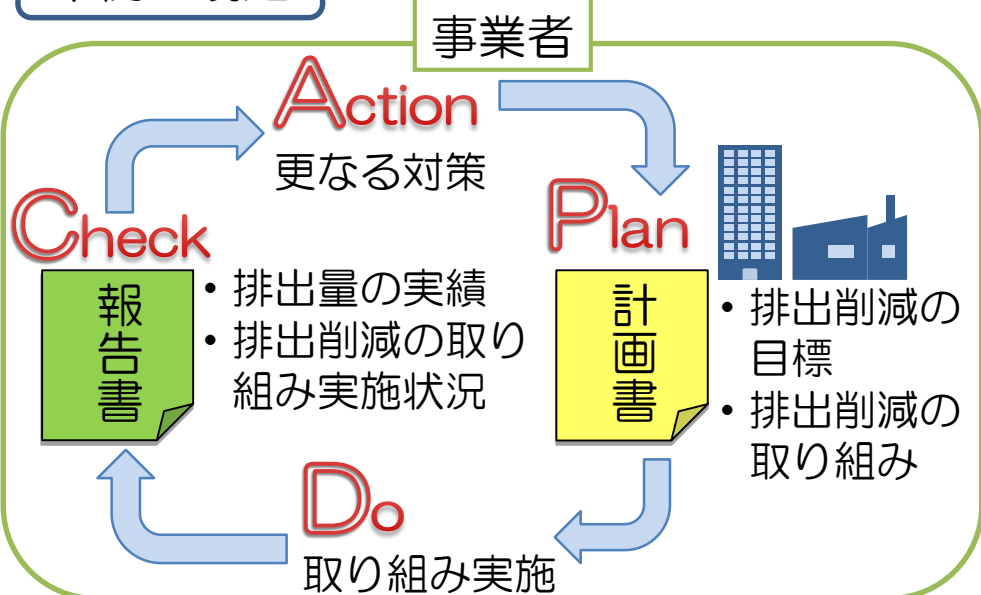 事業者
Action
更なる対策
Plan
計画書
・排出削減の
目標
・排出削減の
取り組み
Do
取り組み実施
Check
報告書
・排出量の実績
・排出削減の取り
組み実施状況